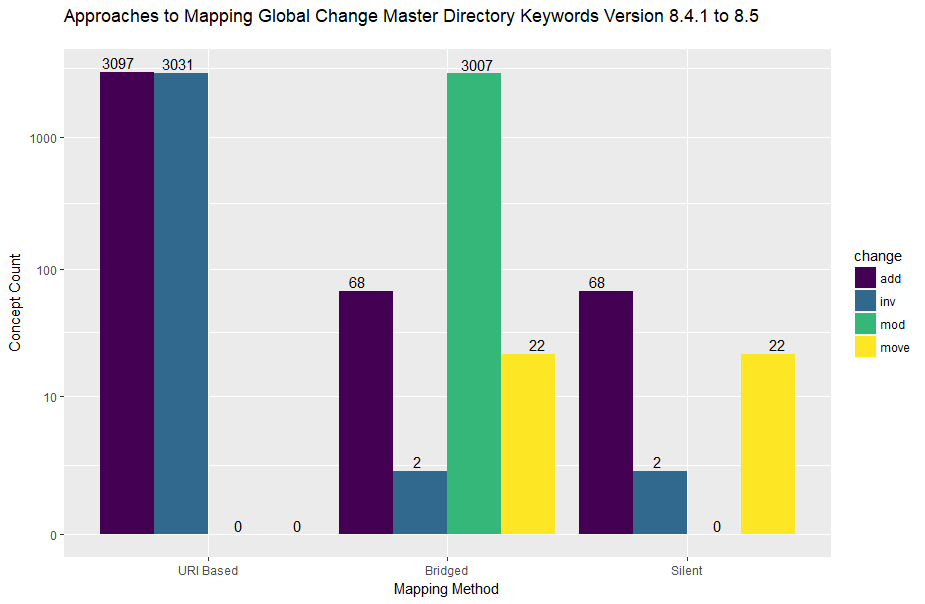 Approaches to Mapping Global Change Master Directory Keywords Version 8.4.1 to 8.5
3097
3031
0
0
68
2
3007
22
68
2
0
22
1000
100
10
0
Concept Count
URI Based
Bridged
Silent
Mapping Method
change
add
inv
mod
move